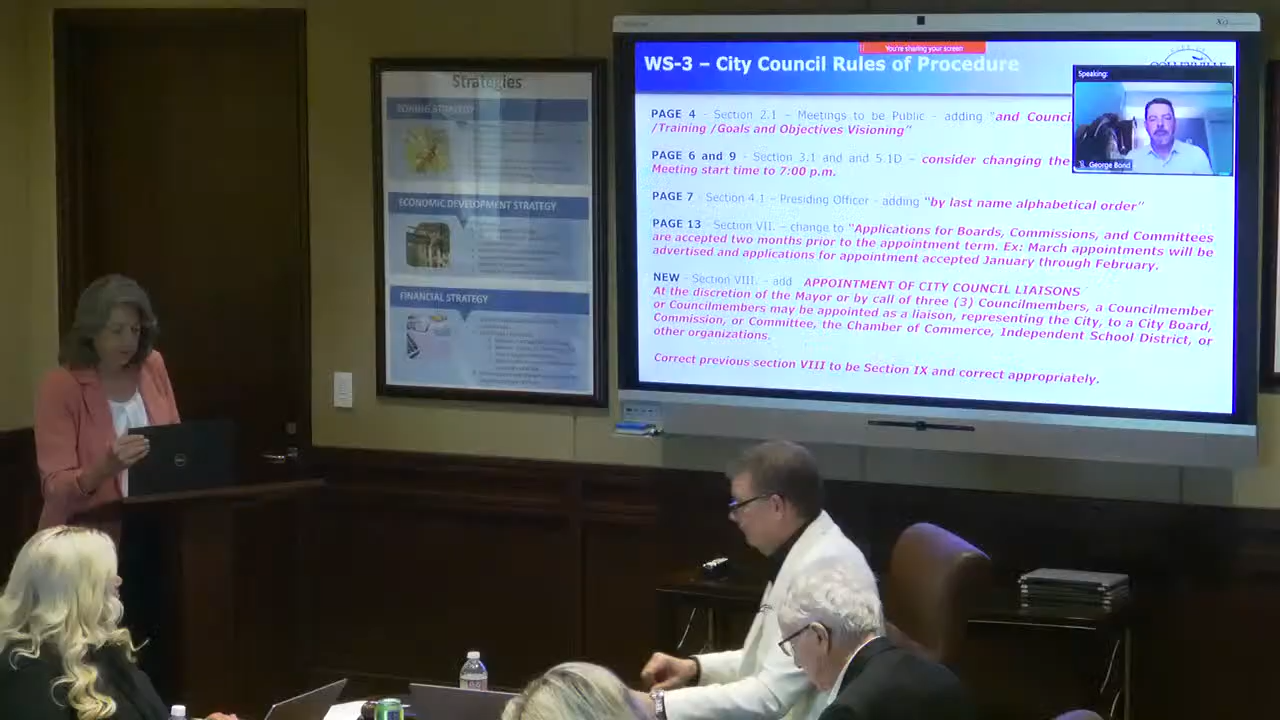 Strategies
ZONING STRATEGY
ECONOMIC DEVELOPMENT STRATEGY
FINANCIAL STRATEGY
You're sharing your screen
WS-3 – City Council Rules of Procedure
COLLEYVILLE
Speaking:
George Bond
PAGE 4 - Section 2.1 – Meetings to be Public - adding "and Counci
/Training /Goals and Objectives Visioning"
PAGE 6 and 9 - Section 3.1 and and 5.1D – consider changing the
Meeting start time to 7:00 p.m.
PAGE 7 - Section 4.1 – Presiding Officer - adding "by last name alphabetical order"
PAGE 13 - Section VII. – change to "Applications for Boards, Commissions, and Committees
are accepted two months prior to the appointment term. Ex: March appointments will be
advertised and applications for appointment accepted January through February.
NEW - Section VIII. - add APPOINTMENT OF CITY COUNCIL LIAISONS
At the discretion of the Mayor or by call of three (3) Councilmembers, a Councilmember
or Councilmembers may be appointed as a liaison, representing the City, to a City Board,
Commission, or Committee, the Chamber of Commerce, Independent School District, or
other organizations.
Correct previous section VIII to be Section IX and correct appropriately.
DELL